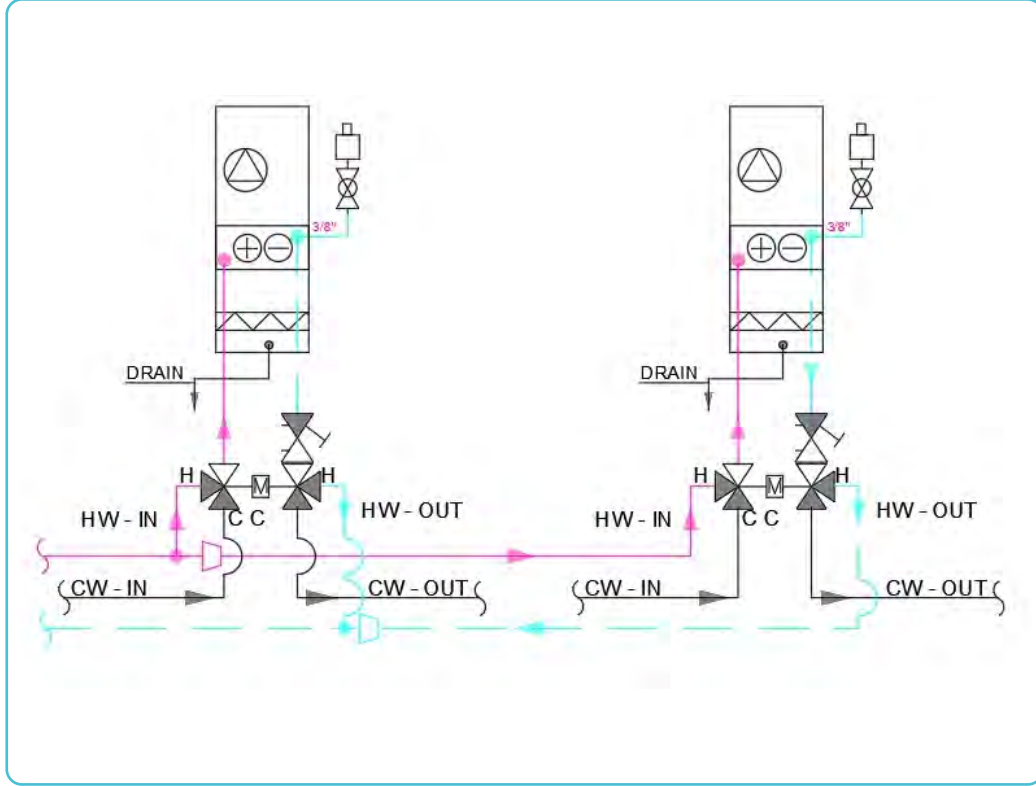 3/8"
3/8"
DRAIN
DRAIN
H
H
H
H
C C
C C
HW - IN
HW - OUT
HW - IN
HW - OUT
CW - IN
CW - OUT
CW - IN
CW - OUT
M
M